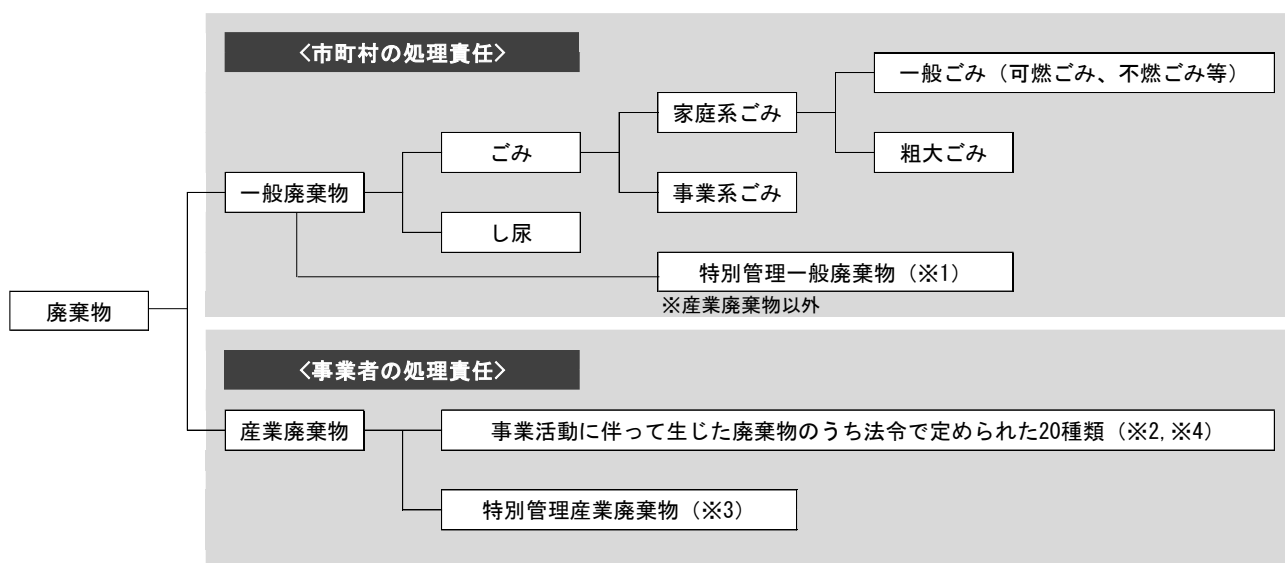 〈市町村の処理責任〉
一般ごみ（可燃ごみ、不燃ごみ等）
家庭系ごみ
ごみ
粗大ごみ
一般廃棄物
事業系ごみ
し尿
特別管理一般廃棄物（※1）
※産業廃棄物以外
廃棄物
〈事業者の処理責任〉
産業廃棄物
事業活動に伴って生じた廃棄物のうち法令で定められた20種類（※2,※4）
特別管理産業廃棄物（※3）